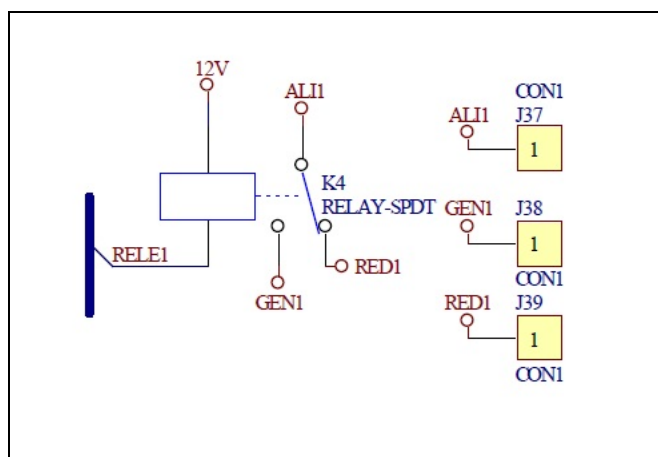 12V
ALI1
K4
RELAY-SPDT
RELE1
RED1
GEN1
CON1
J37
ALI1
1
J38
GEN1
1
CON1
J39
RED1
1
CON1